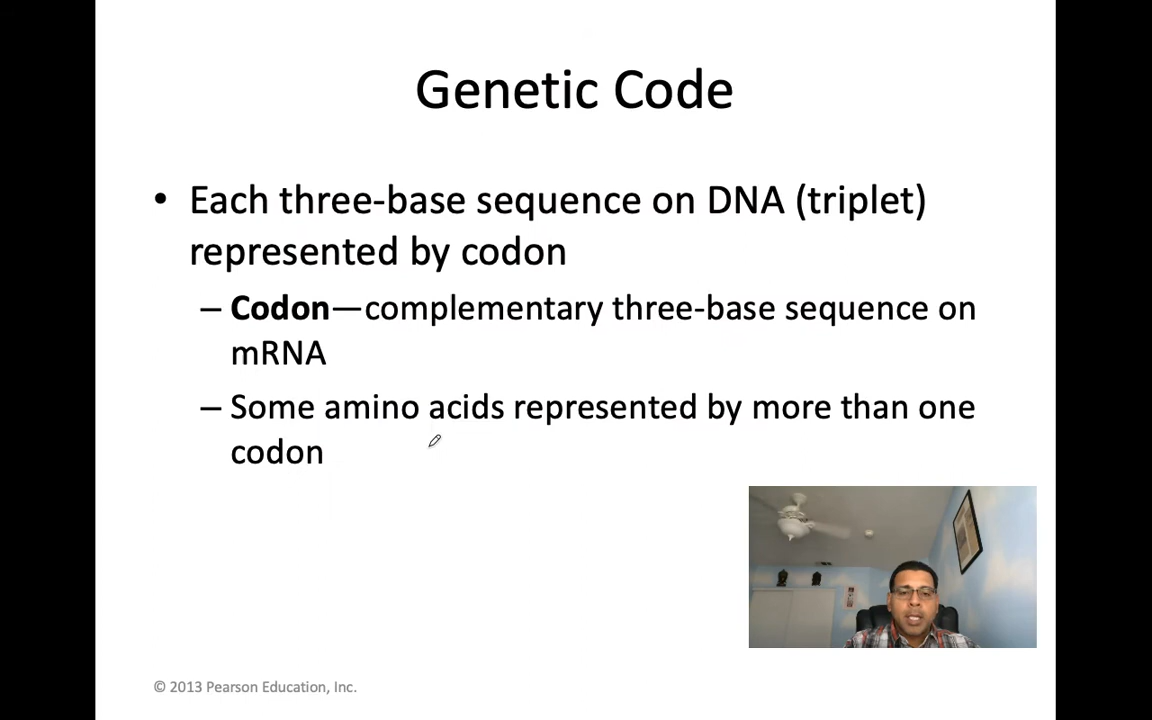 Genetic Code
• Each three-base sequence on DNA (triplet)
represented by codon
– Codon—complementary three-base sequence on
mRNA
– Some amino acids represented by more than one
codon
© 2013 Pearson Education, Inc.